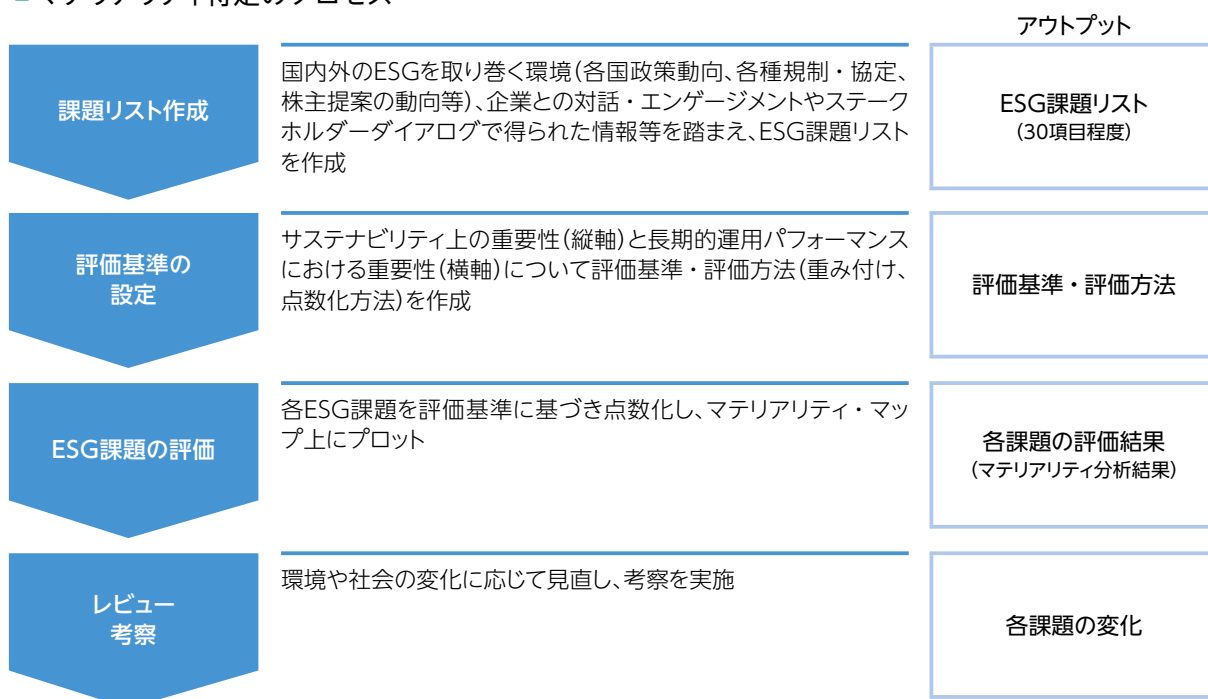 マテリアリティ特定のプロセス
アウトプット
課題リスト作成
国内外のESGを取り巻く環境(各国政策動向、各種規制・協定、
株主提案の動向等)、企業との対話・エンゲージメントやステーク
ホルダーダイアログで得られた情報等を踏まえ、ESG課題リスト
を作成
ESG課題リスト
(30項目程度)
評価基準の
設定
サステナビリティ上の重要性(縦軸)と長期的運用パフォーマンス
における重要性(横軸)について評価基準・評価方法(重み付け、
点数化方法)を作成
評価基準・評価方法
ESG課題の評価
各ESG課題を評価基準に基づき点数化し、マテリアリティ・マッ
プ上にプロット
各課題の評価結果
(マテリアリティ分析結果)
レビュー
考察
環境や社会の変化に応じて見直し、考察を実施
各課題の変化